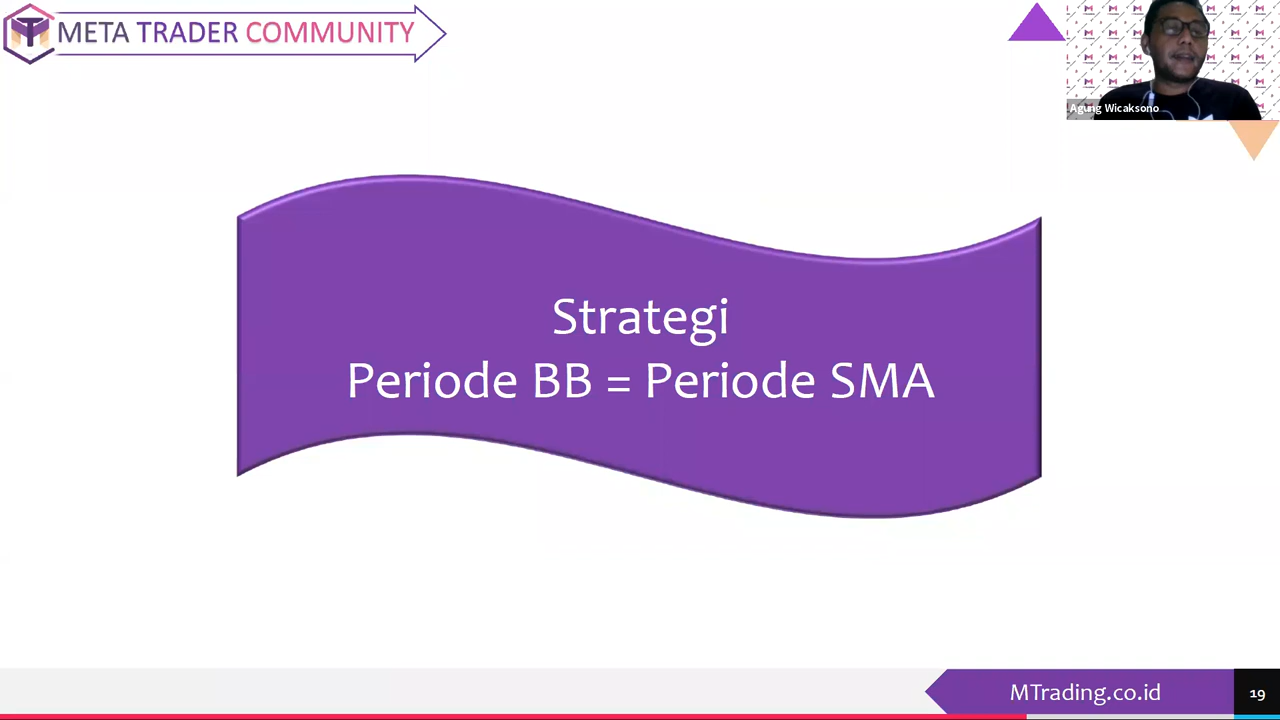 META TRADER COMMUNITY
Agung Wicaksono
Strategi
Periode BB = Periode SMA
MTrading.co.id
19